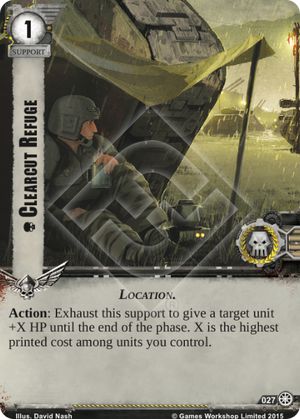 1
SUPPORT
CLEARCUT REFUGE
LOCATION.
Action: Exhaust this support to give a target unit
+X HP until the end of the phase. X is the highest
printed cost among units you control.
027
Illus. David Nash
© Games Workshop Limited 2015